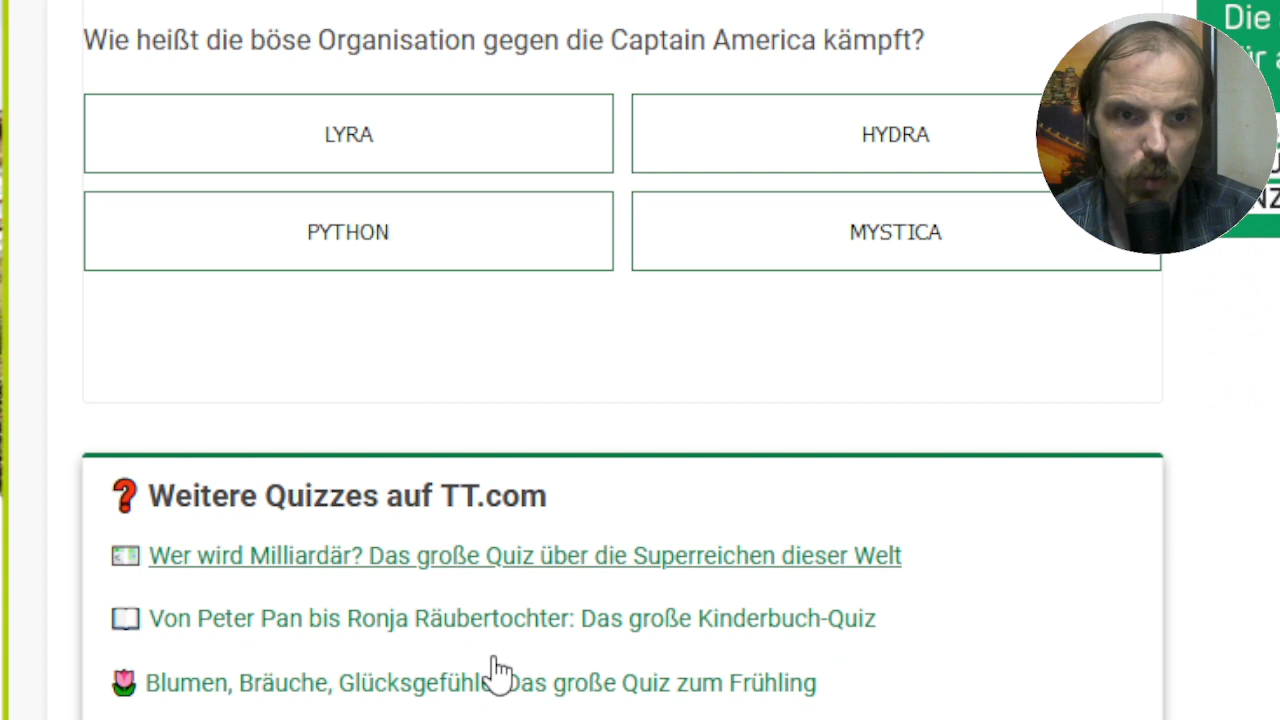 Wie heißt die böse Organisation gegen die Captain America kämpft?
LYRA
HYDRA
PYTHON
MYSTICA
Die
❓ Weitere Quizzes auf TT.com
Wer wird Milliardär? Das große Quiz über die Superreichen dieser Welt
Von Peter Pan bis Ronja Räubertochter: Das große Kinderbuch-Quiz
Blumen, Bräuche, Glücksgefühle Das große Quiz zum Frühling